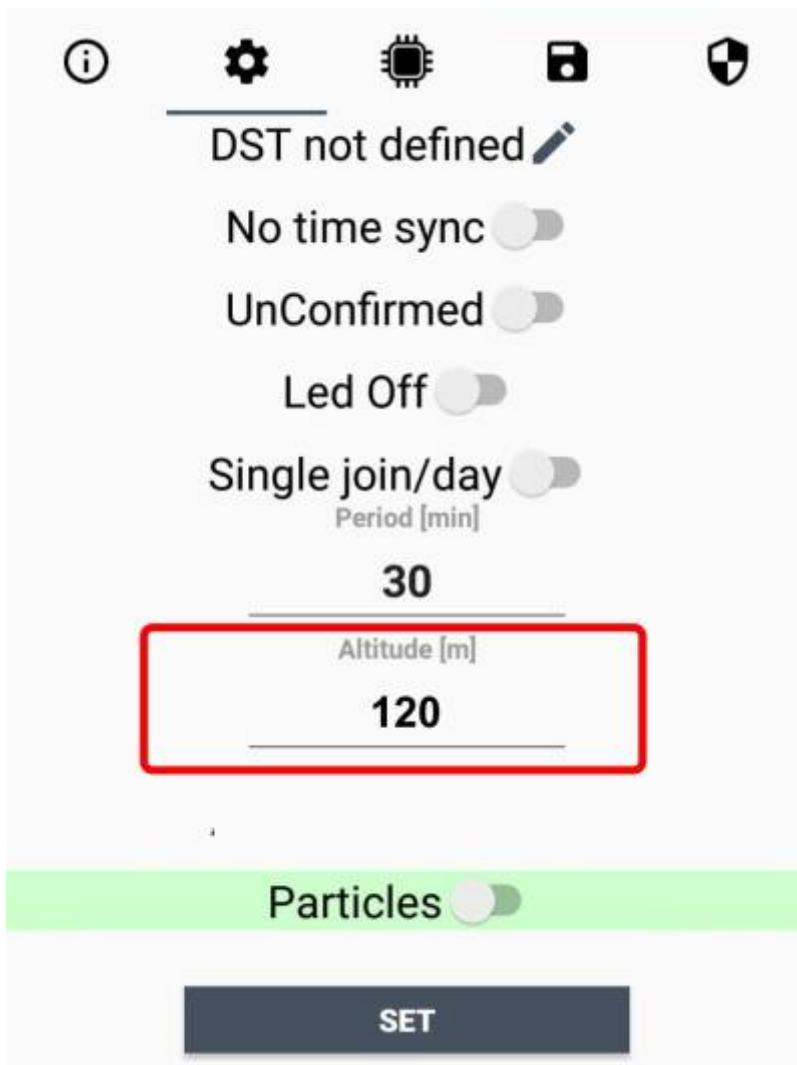 DST not defined
No time sync
UnConfirmed
Led Off
Single join/day
Period [min]
30
Altitude [m]
120
Particles
SET